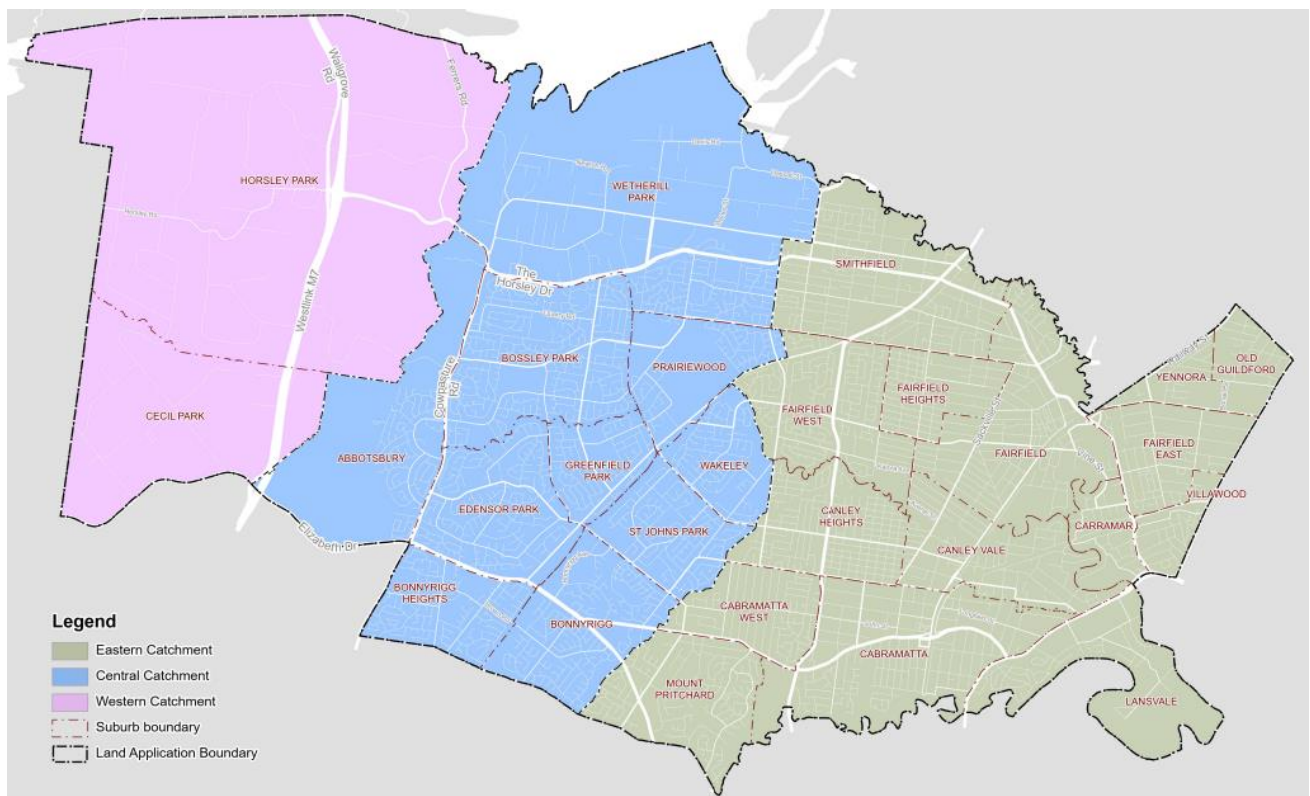 Wallgrove
Rd
Ferrers Rd
HORSLEY PARK
Horsley Rd
Westlink M7
CECIL PARK
WETHERILL
PARK
The
Horsley Dr
SMITHFIELD
BOSSLEY PARK
PRAIRIEWOOD
Cowpasture
Rd
ABBOTSBURY
GREENFIELD
PARK
WAKELEY
EDENSOR PARK
ST JOHNS PARK
Elizabeth Dr
BONNYRIGG
HEIGHTS
BONNYRIGG
FAIRFIELD
HEIGHTS
FAIRFIELD
WEST
FAIRFIELD
YENNORA
OLD
GUILDFORD
FAIRFIELD
EAST
VILLAWOOD
CARRAMAR
CANLEY
HEIGHTS
CANLEY VALE
CABRAMATTA
WEST
CABRAMATTA
MOUNT
PRITCHARD
LANSVALE
Legend
Eastern Catchment
Central Catchment
Western Catchment
Suburb boundary
Land Application Boundary